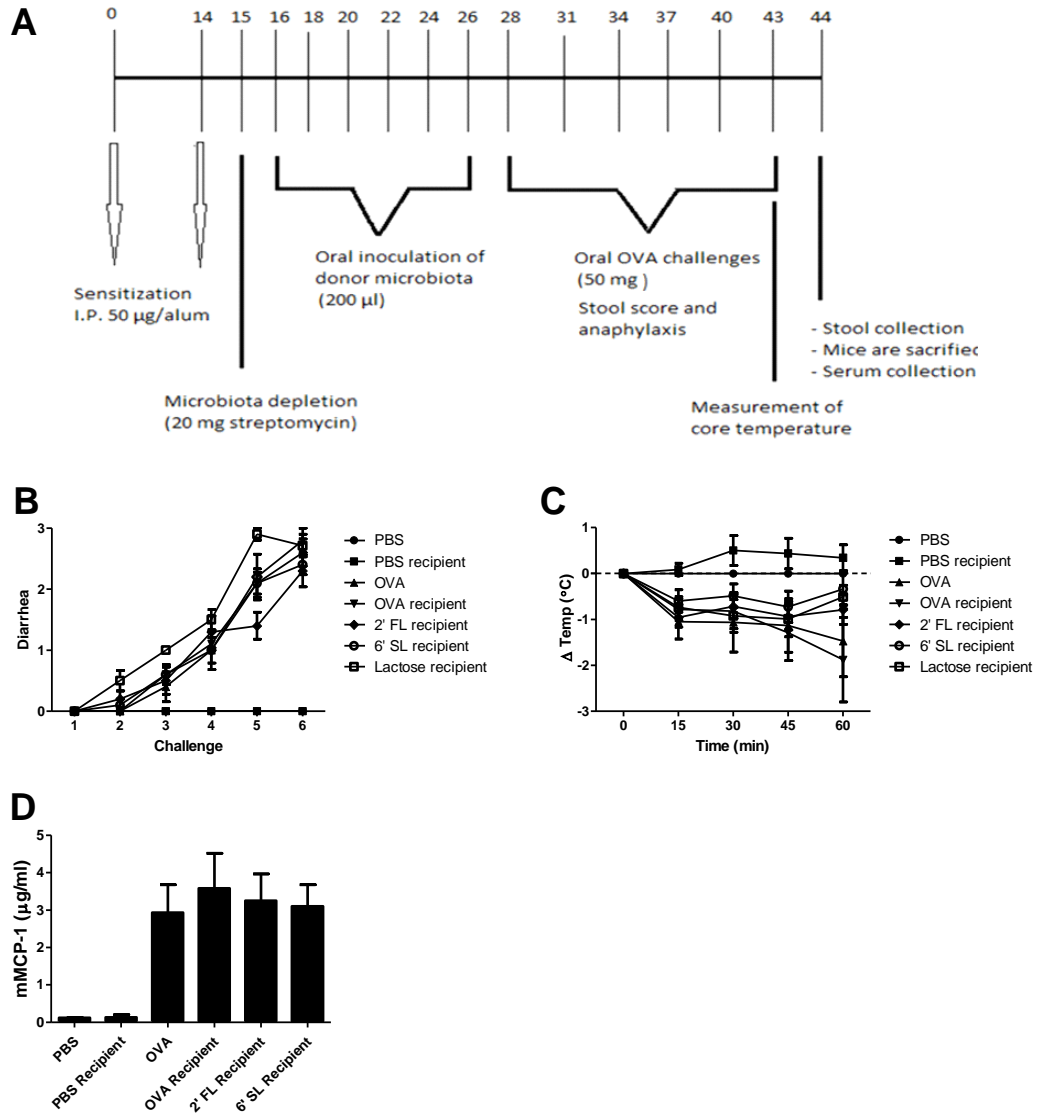 A
0 14 15 16 18 20 22 24 26 28 31 34 37 40 43 44
Sensitization
I.P. 50 µg/alum
Microbiota depletion
(20 mg streptomycin)
Oral inoculation of
donor microbiota
(200 µl)
Oral OVA challenges
(50 mg )
Stool score and
anaphylaxis
Measurement of
core temperature
- Stool collection
- Mice are sacrified
- Serum collection
B
3
2
1
0
Diarrhea
1 2 3 4 5 6
Challenge
PBS
PBS recipient
OVA
OVA recipient
2' FL recipient
6' SL recipient
Lactose recipient
C
1
0
-1
-2
-3
Δ Temp (°C)
0 15 30 45 60
Time (min)
PBS
PBS recipient
OVA
OVA recipient
2' FL recipient
6' SL recipient
Lactose recipient
D
5
4
3
2
1
0
mMCP-1 (µg/ml)
PBS
PBS Recipient
OVA
OVA Recipient
2' FL Recipient
6' SL Recipient